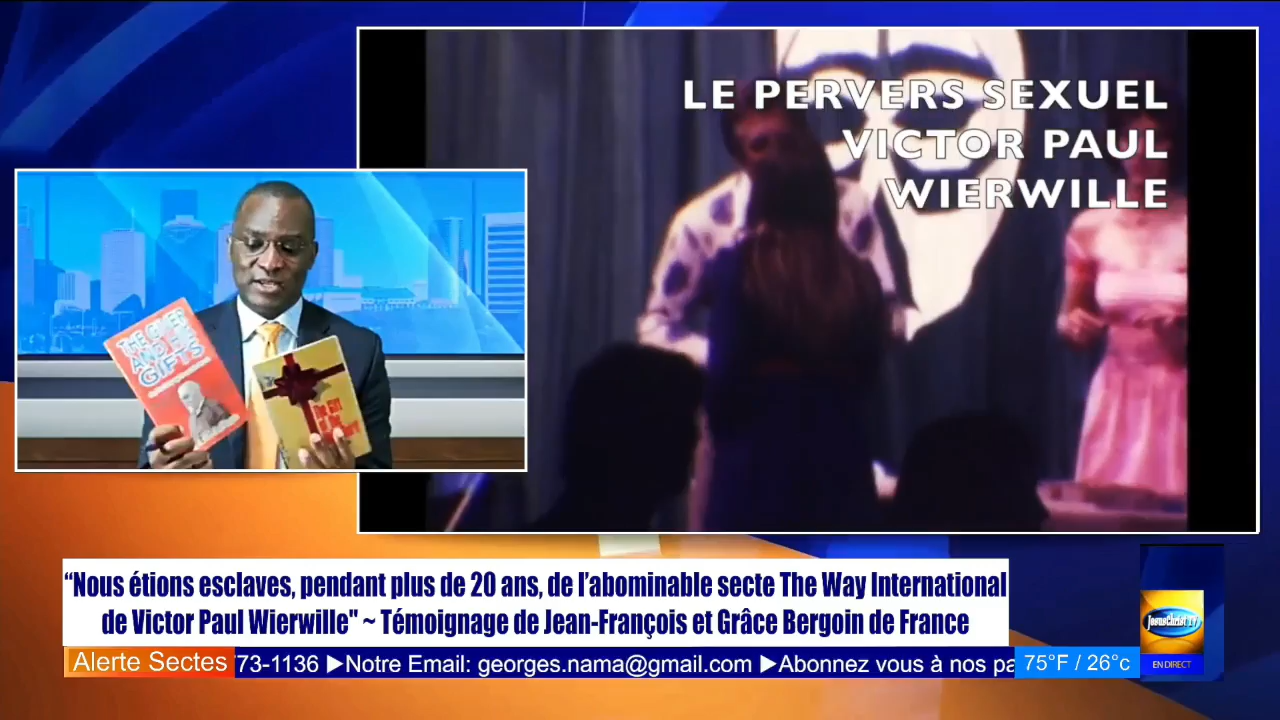 LE PERVERS SEXUEL
VICTOR PAUL
WIERWILLE
THE GIVER
AND HIS
GIFTS
“Nous étions esclaves, pendant plus de 20 ans, de l’abominable secte The Way International
de Victor Paul Wierwille" ~ Témoignage de Jean-François et Grâce Bergoin de France
Alerte Sectes
73-1136 ▶Notre Email: georges.nama@gmail.com ▶Abonnez vous à nos pa
75°F / 26°c
JesusChrist TV
EN DIRECT